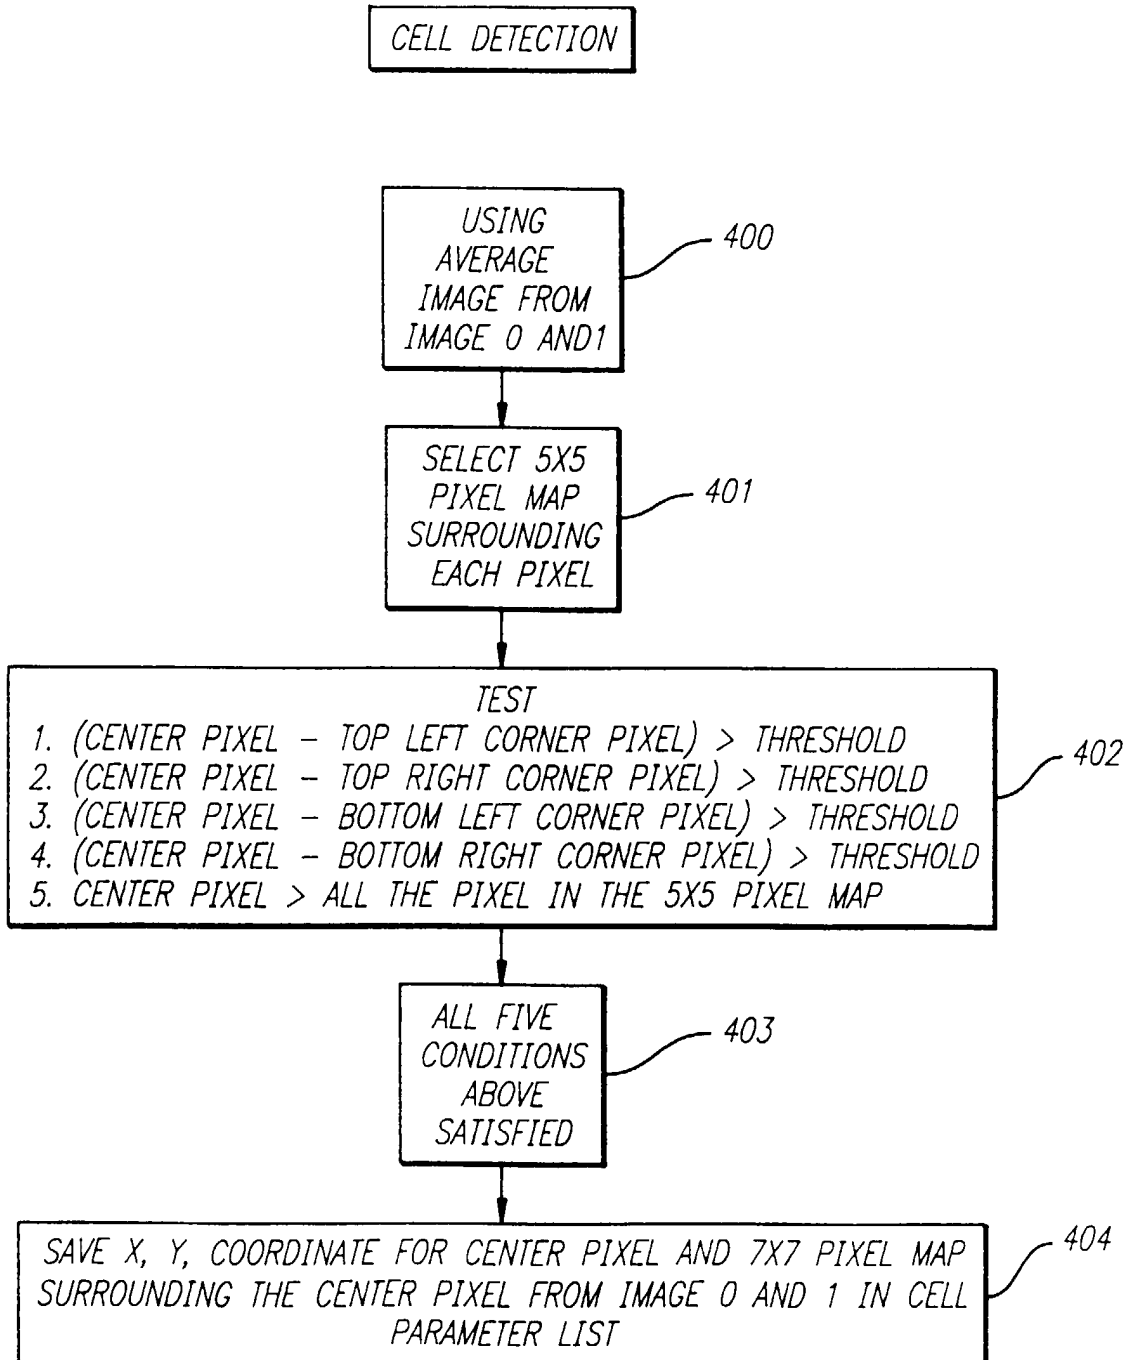 CELL DETECTION
USING
AVERAGE
IMAGE FROM
IMAGE 0 AND1
400
SELECT 5X5
PIXEL MAP
SURROUNDING
EACH PIXEL
401
TEST
1. (CENTER PIXEL – TOP LEFT CORNER PIXEL) > THRESHOLD
2. (CENTER PIXEL – TOP RIGHT CORNER PIXEL) > THRESHOLD
3. (CENTER PIXEL – BOTTOM LEFT CORNER PIXEL) > THRESHOLD
4. (CENTER PIXEL – BOTTOM RIGHT CORNER PIXEL) > THRESHOLD
5. CENTER PIXEL > ALL THE PIXEL IN THE 5X5 PIXEL MAP
402
ALL FIVE
CONDITIONS
ABOVE
SATISFIED
403
SAVE X, Y, COORDINATE FOR CENTER PIXEL AND 7X7 PIXEL MAP
SURROUNDING THE CENTER PIXEL FROM IMAGE 0 AND 1 IN CELL
PARAMETER LIST
404